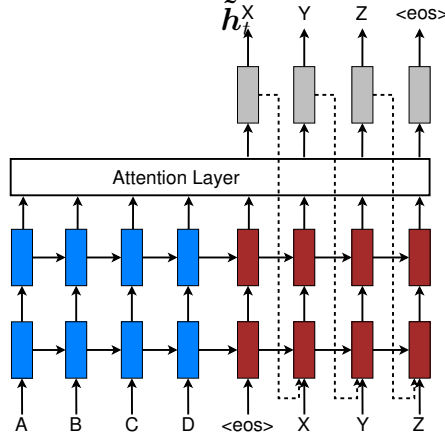 h̃ₜ X Y Z <eos>
Attention Layer
A B C D <eos> X Y Z